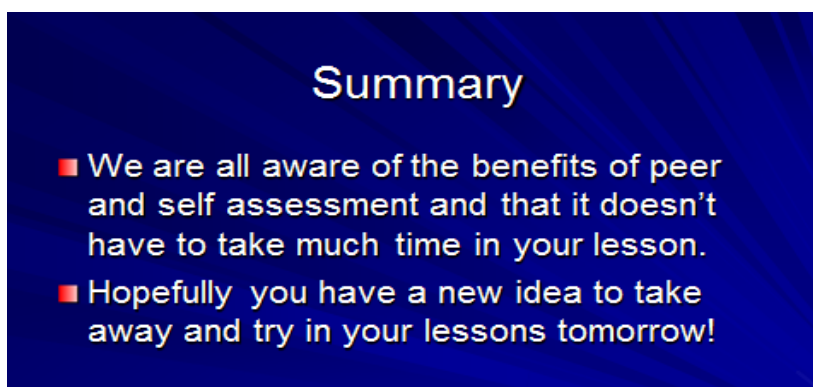 Summary
We are all aware of the benefits of peer
and self assessment and that it doesn’t
have to take much time in your lesson.
Hopefully you have a new idea to take
away and try in your lessons tomorrow!